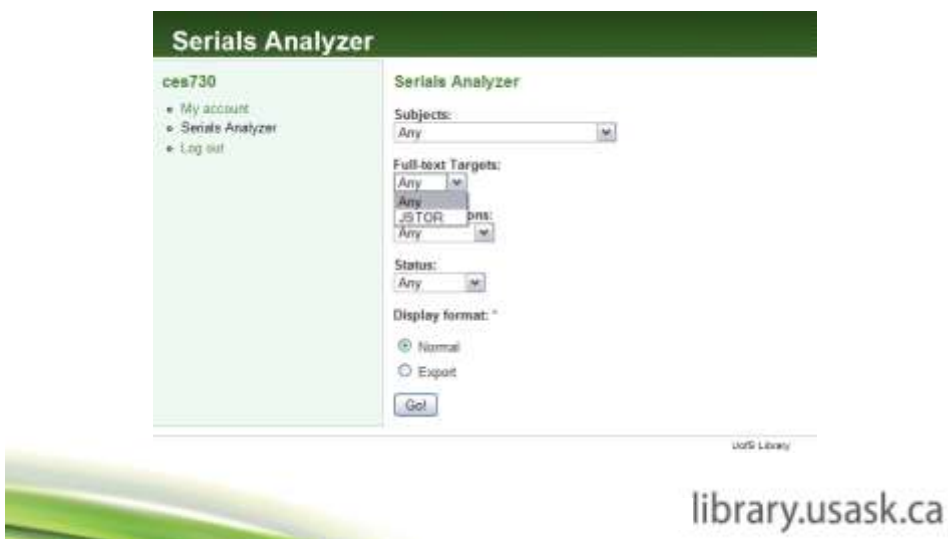 Serials Analyzer
ces730
My account
Serials Analyzer
Log out
Serials Analyzer
Subjects:
Any
Full-text Targets:
Any
Any
JSTOR
ons:
Any
Status:
Any
Display format: *
Normal
Export
Go!
UofS Library
library.usask.ca